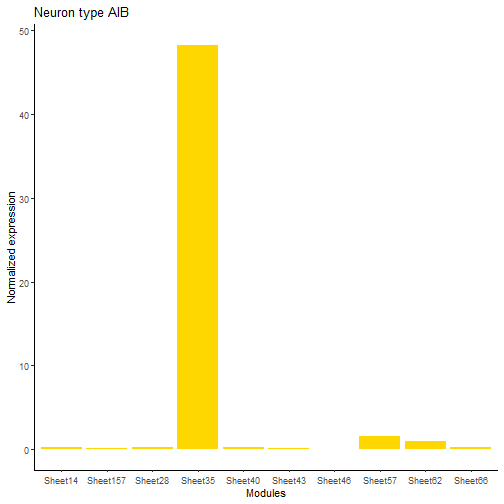 Neuron type AIB
Normalized expression
50
40
30
20
10
0
Sheet14 Sheet157 Sheet28 Sheet35 Sheet40 Sheet43 Sheet46 Sheet57 Sheet62 Sheet66
Modules